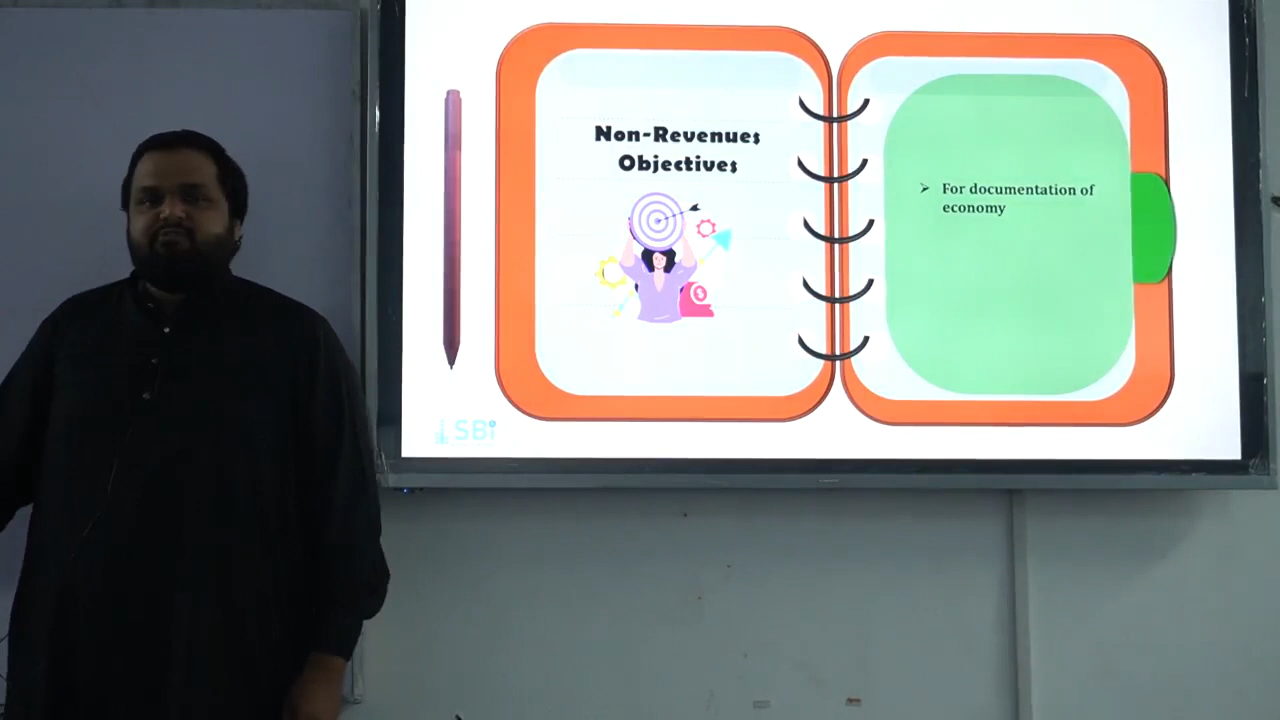 Non-Revenues
Objectives
➢ For documentation of
economy
SBi